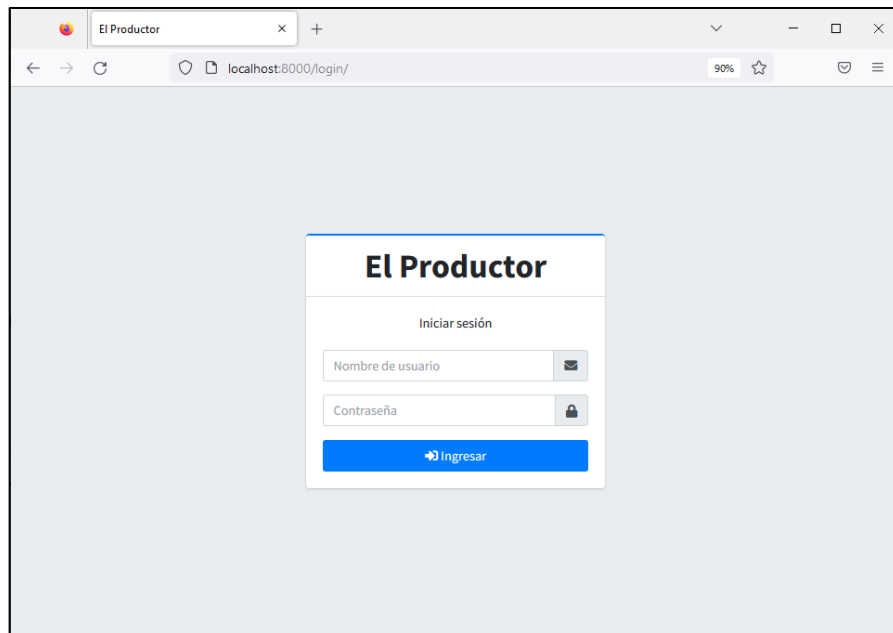 El Productor
localhost:8000/login/
90%
El Productor
Iniciar sesión
Nombre de usuario
Contraseña
Ingresar